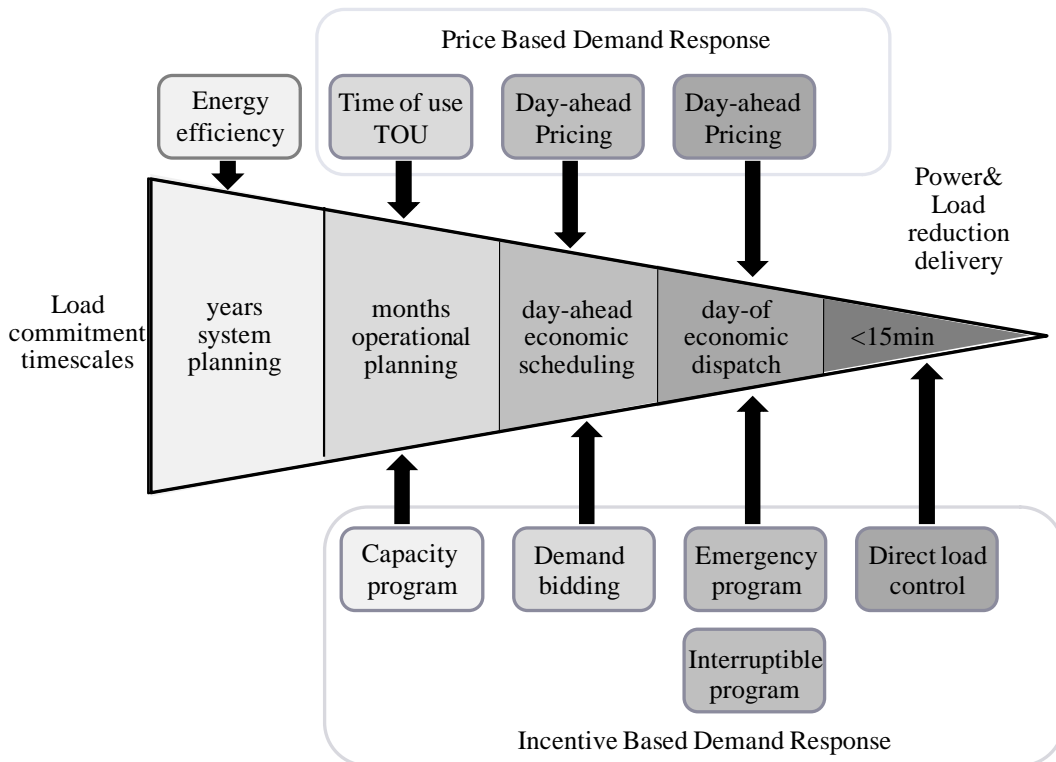 Price Based Demand Response
Energy
efficiency
Time of use
TOU
Day-ahead
Pricing
Day-ahead
Pricing
Power&
Load
reduction
delivery
Load
commitment
timescales
years
system
planning
months
operational
planning
day-ahead
economic
scheduling
day-of
economic
dispatch
<15min
Capacity
program
Demand
bidding
Emergency
program
Direct load
control
Interruptible
program
Incentive Based Demand Response